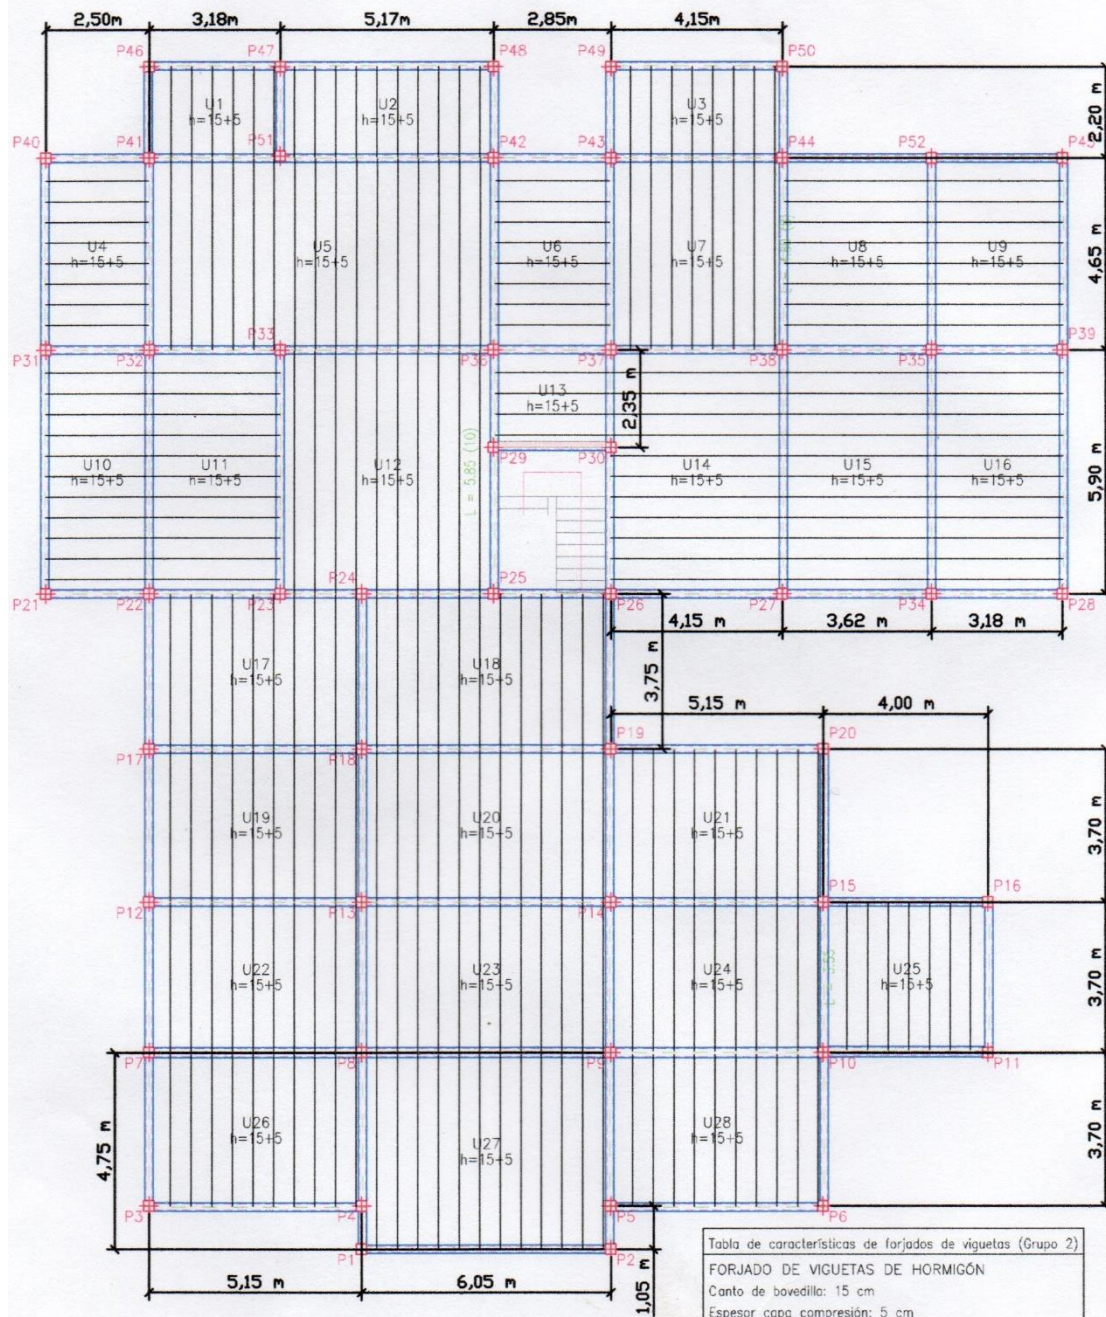 2,50m 3,18m 5,17m 2,85m 4,15m
P46 P47 P48 P49 P50
U1 h=15+5
U2 h=15+5
U3 h=15+5
2,20 m
P40 P41 P51 P42 P43 P44 P52 P45
U4 h=15+5
U5 h=15+5
U6 h=15+5
U7 h=15+5
U8 h=15+5
U9 h=15+5
4,65 m
P31 P32 P33 P36 P37 P38 P35 P39
U13 h=15+5
2,35 m
P29 P30
L = 5.85 (10)
U10 h=15+5
U11 h=15+5
U12 h=15+5
U14 h=15+5
U15 h=15+5
U16 h=15+5
5,90 m
P21 P22 P23 P24 P25 P26 P27 P34 P28
4,15 m 3,62 m 3,18 m
U17 h=15+5
U18 h=15+5
3,75 m
5,15 m 4,00 m
P17 P18 P19 P20
U19 h=15+5
U20 h=15+5
U21 h=15+5
3,70 m
P12 P13 P14 P15 P16
U22 h=15+5
U23 h=15+5
U24 h=15+5
U25 h=15+5
3,70 m
P7 P8 P9 P10 P11
4,75 m
U26 h=15+5
U27 h=15+5
U28 h=15+5
3,70 m
P3 P4 P5 P6
P1 P2
5,15 m 6,05 m
1,05 m
Tabla de características de forjados de viguetas (Grupo 2)
FORJADO DE VIGUETAS DE HORMIGÓN
Canto de bovedilla: 15 cm
Espesor capa compresión: 5 cm